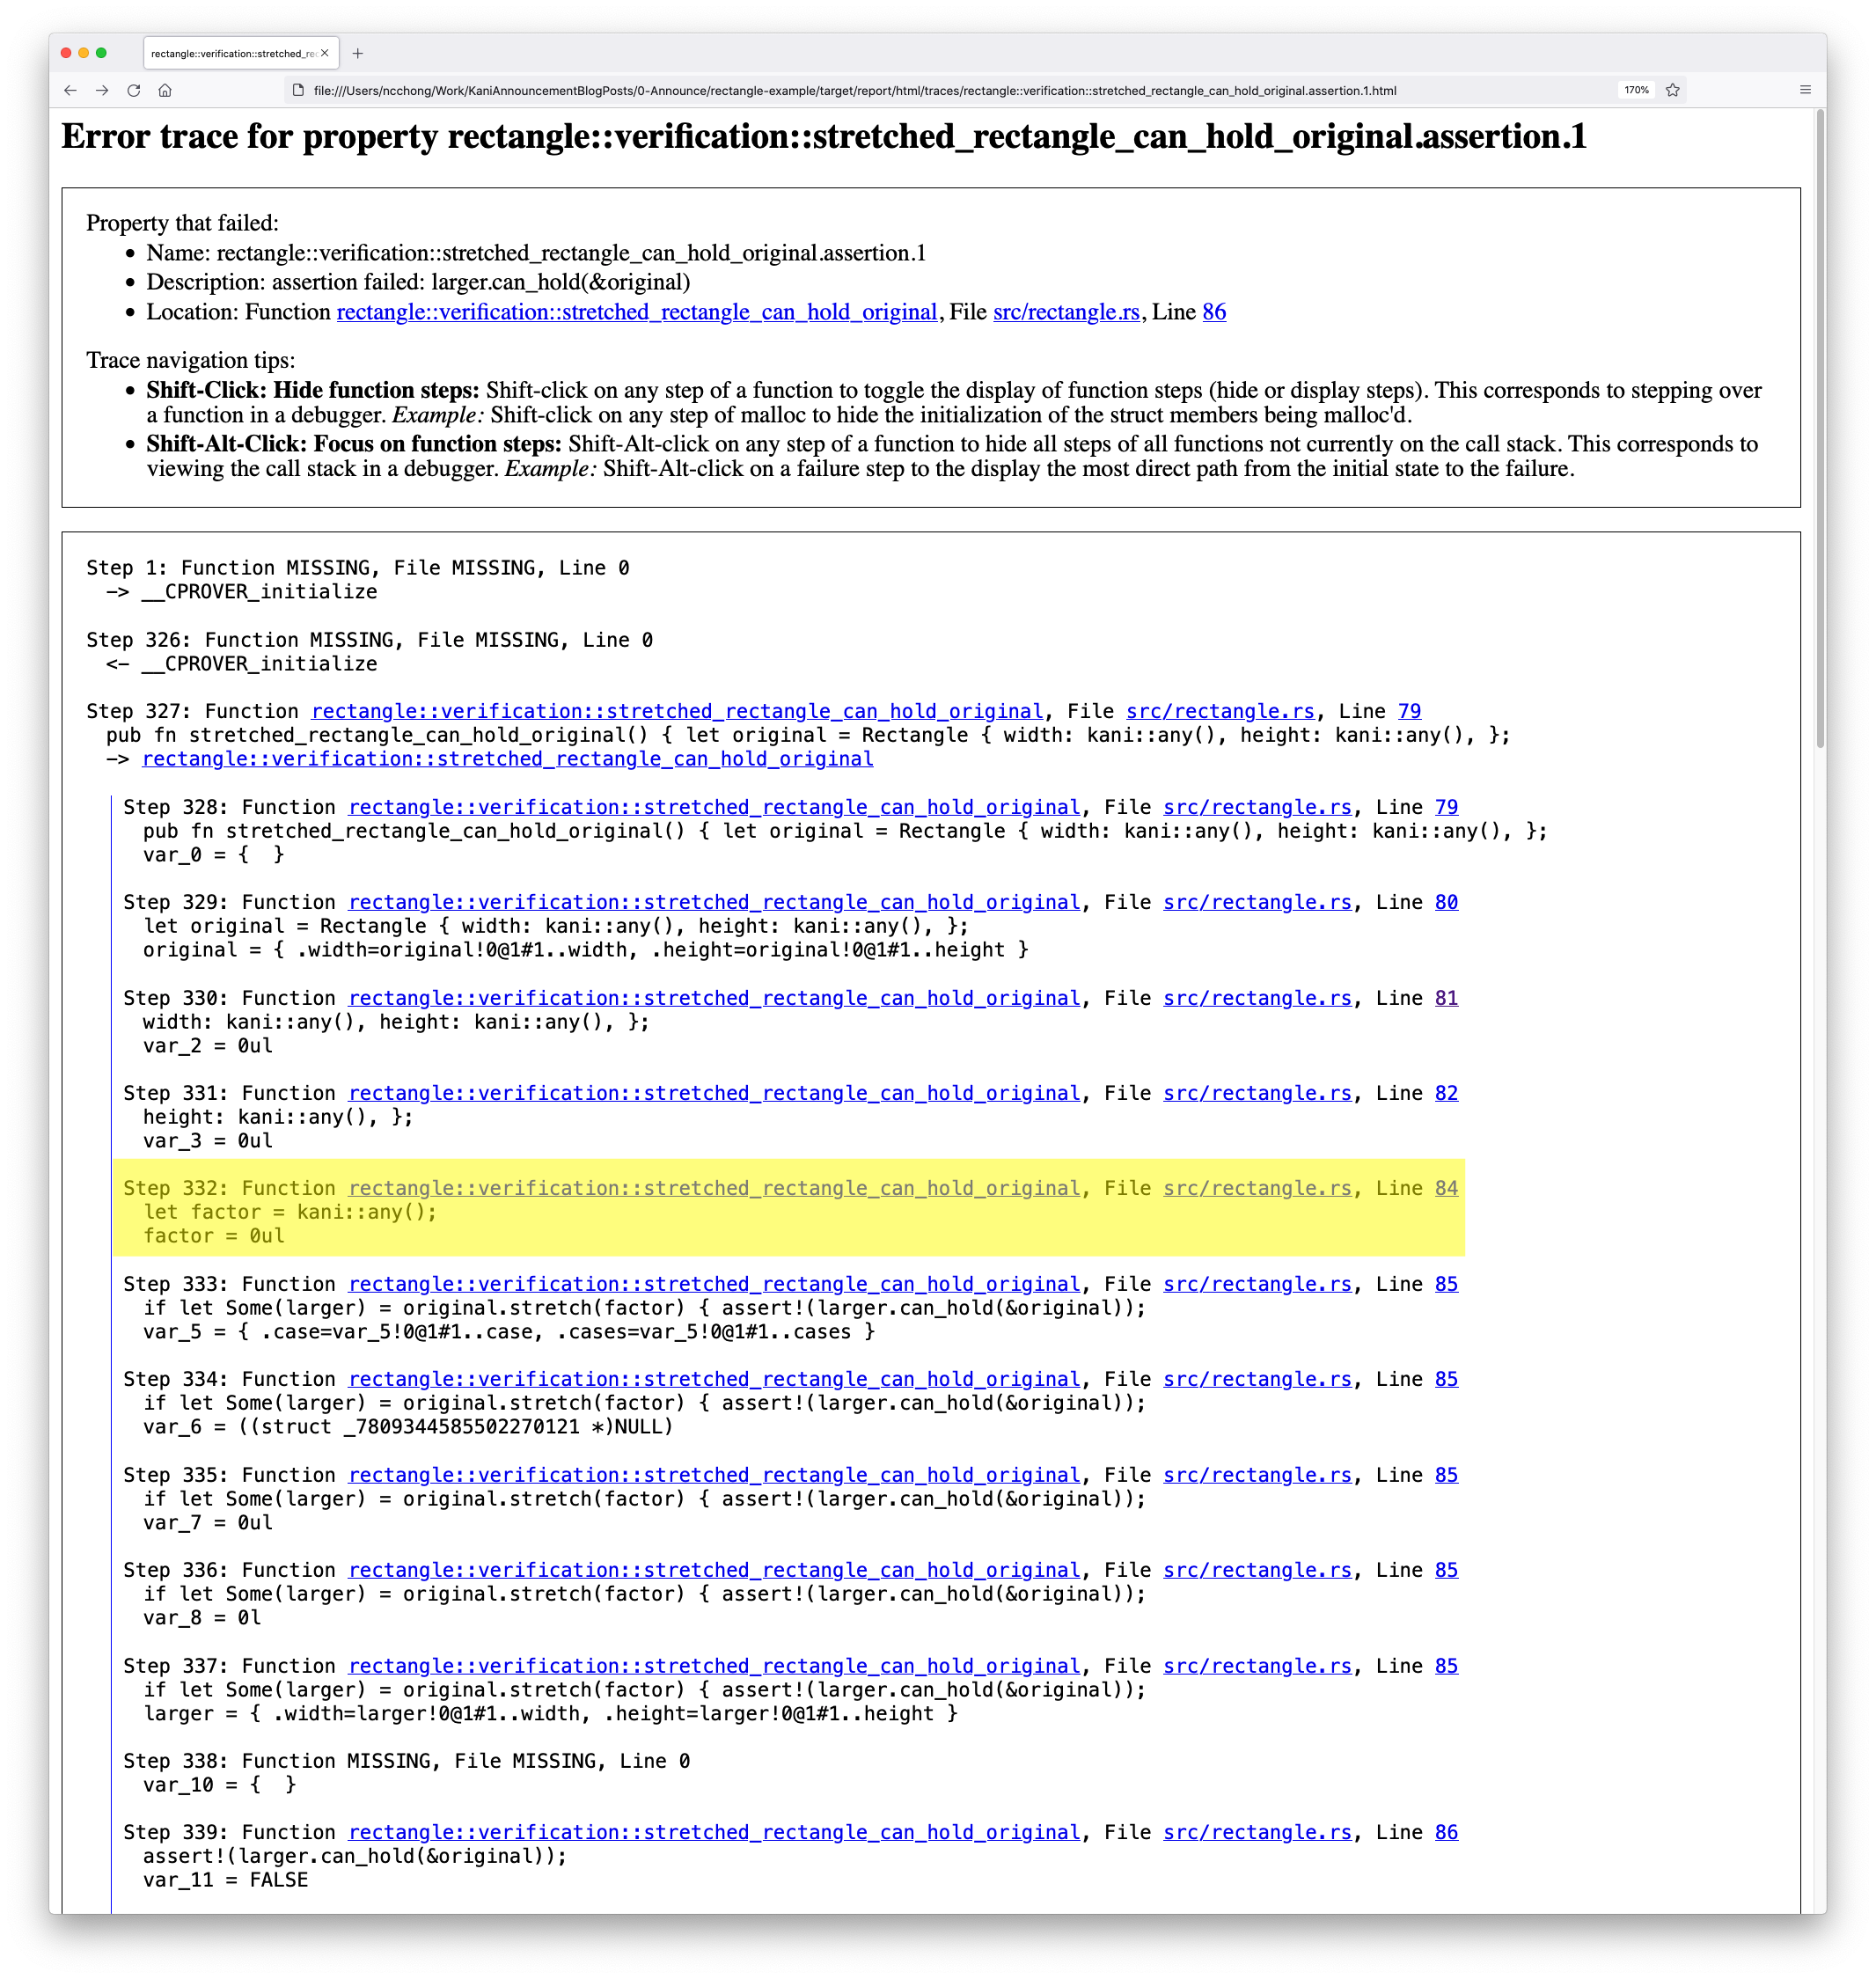 rectangle::verification::stretched_rec
file:///Users/ncchong/Work/KaniAnnouncementBlogPosts/0-Announce/rectangle-example/target/report/html/traces/rectangle::verification::stretched_rectangle_can_hold_original.assertion.1.html
170%
Error trace for property rectangle::verification::stretched_rectangle_can_hold_original.assertion.1
Property that failed:
• Name: rectangle::verification::stretched_rectangle_can_hold_original.assertion.1
• Description: assertion failed: larger.can_hold(&original)
• Location: Function rectangle::verification::stretched_rectangle_can_hold_original, File src/rectangle.rs, Line 86
Trace navigation tips:
• Shift-Click: Hide function steps: Shift-click on any step of a function to toggle the display of function steps (hide or display steps). This corresponds to stepping over
a function in a debugger. Example: Shift-click on any step of malloc to hide the initialization of the struct members being malloc'd.
• Shift-Alt-Click: Focus on function steps: Shift-Alt-click on any step of a function to hide all steps of all functions not currently on the call stack. This corresponds to
viewing the call stack in a debugger. Example: Shift-Alt-click on a failure step to the display the most direct path from the initial state to the failure.
Step 1: Function MISSING, File MISSING, Line 0
-> __CPROVER_initialize
Step 326: Function MISSING, File MISSING, Line 0
<- __CPROVER_initialize
Step 327: Function rectangle::verification::stretched_rectangle_can_hold_original, File src/rectangle.rs, Line 79
pub fn stretched_rectangle_can_hold_original() { let original = Rectangle { width: kani::any(), height: kani::any(), };
-> rectangle::verification::stretched_rectangle_can_hold_original
Step 328: Function rectangle::verification::stretched_rectangle_can_hold_original, File src/rectangle.rs, Line 79
pub fn stretched_rectangle_can_hold_original() { let original = Rectangle { width: kani::any(), height: kani::any(), };
var_0 = {  }
Step 329: Function rectangle::verification::stretched_rectangle_can_hold_original, File src/rectangle.rs, Line 80
let original = Rectangle { width: kani::any(), height: kani::any(), };
original = { .width=original!0@1#1..width, .height=original!0@1#1..height }
Step 330: Function rectangle::verification::stretched_rectangle_can_hold_original, File src/rectangle.rs, Line 81
width: kani::any(), height: kani::any(), };
var_2 = 0ul
Step 331: Function rectangle::verification::stretched_rectangle_can_hold_original, File src/rectangle.rs, Line 82
height: kani::any(), };
var_3 = 0ul
Step 332: Function rectangle::verification::stretched_rectangle_can_hold_original, File src/rectangle.rs, Line 84
let factor = kani::any();
factor = 0ul
Step 333: Function rectangle::verification::stretched_rectangle_can_hold_original, File src/rectangle.rs, Line 85
if let Some(larger) = original.stretch(factor) { assert!(larger.can_hold(&original));
var_5 = { .case=var_5!0@1#1..case, .cases=var_5!0@1#1..cases }
Step 334: Function rectangle::verification::stretched_rectangle_can_hold_original, File src/rectangle.rs, Line 85
if let Some(larger) = original.stretch(factor) { assert!(larger.can_hold(&original));
var_6 = ((struct _7809344585502270121 *)NULL)
Step 335: Function rectangle::verification::stretched_rectangle_can_hold_original, File src/rectangle.rs, Line 85
if let Some(larger) = original.stretch(factor) { assert!(larger.can_hold(&original));
var_7 = 0ul
Step 336: Function rectangle::verification::stretched_rectangle_can_hold_original, File src/rectangle.rs, Line 85
if let Some(larger) = original.stretch(factor) { assert!(larger.can_hold(&original));
var_8 = 0l
Step 337: Function rectangle::verification::stretched_rectangle_can_hold_original, File src/rectangle.rs, Line 85
if let Some(larger) = original.stretch(factor) { assert!(larger.can_hold(&original));
larger = { .width=larger!0@1#1..width, .height=larger!0@1#1..height }
Step 338: Function MISSING, File MISSING, Line 0
var_10 = {  }
Step 339: Function rectangle::verification::stretched_rectangle_can_hold_original, File src/rectangle.rs, Line 86
assert!(larger.can_hold(&original));
var_11 = FALSE